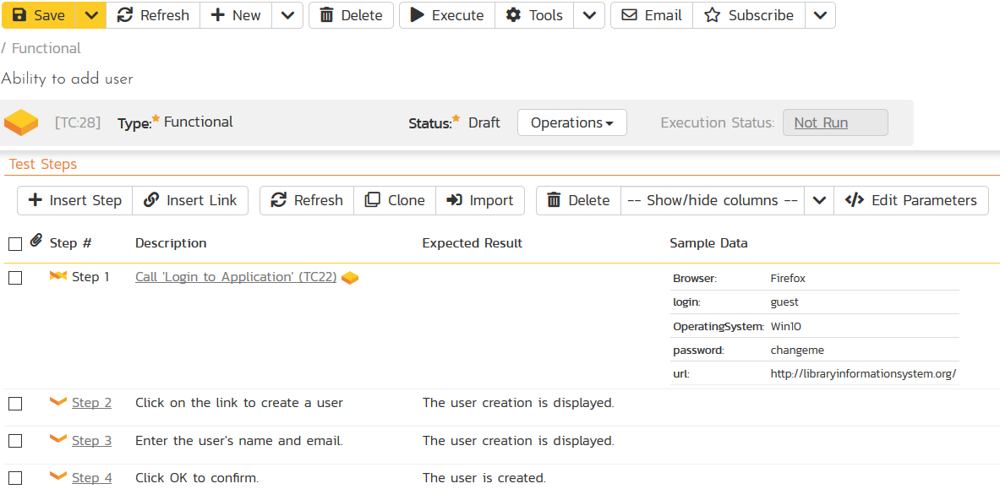 Save Refresh New Delete Execute Tools Email Subscribe
/ Functional
Ability to add user
[TC:28] Type: Functional Status: Draft Operations Execution Status: Not Run
Test Steps
Insert Step Insert Link Refresh Clone Import Delete -- Show/hide columns -- Edit Parameters
Step # Description Expected Result Sample Data
Step 1 Call 'Login to Application' (TC22) Browser: Firefox
login: guest
OperatingSystem: Win10
password: changeme
url: http://libraryinformationsystem.org/
Step 2 Click on the link to create a user The user creation is displayed.
Step 3 Enter the user's name and email. The user creation is displayed.
Step 4 Click OK to confirm. The user is created.